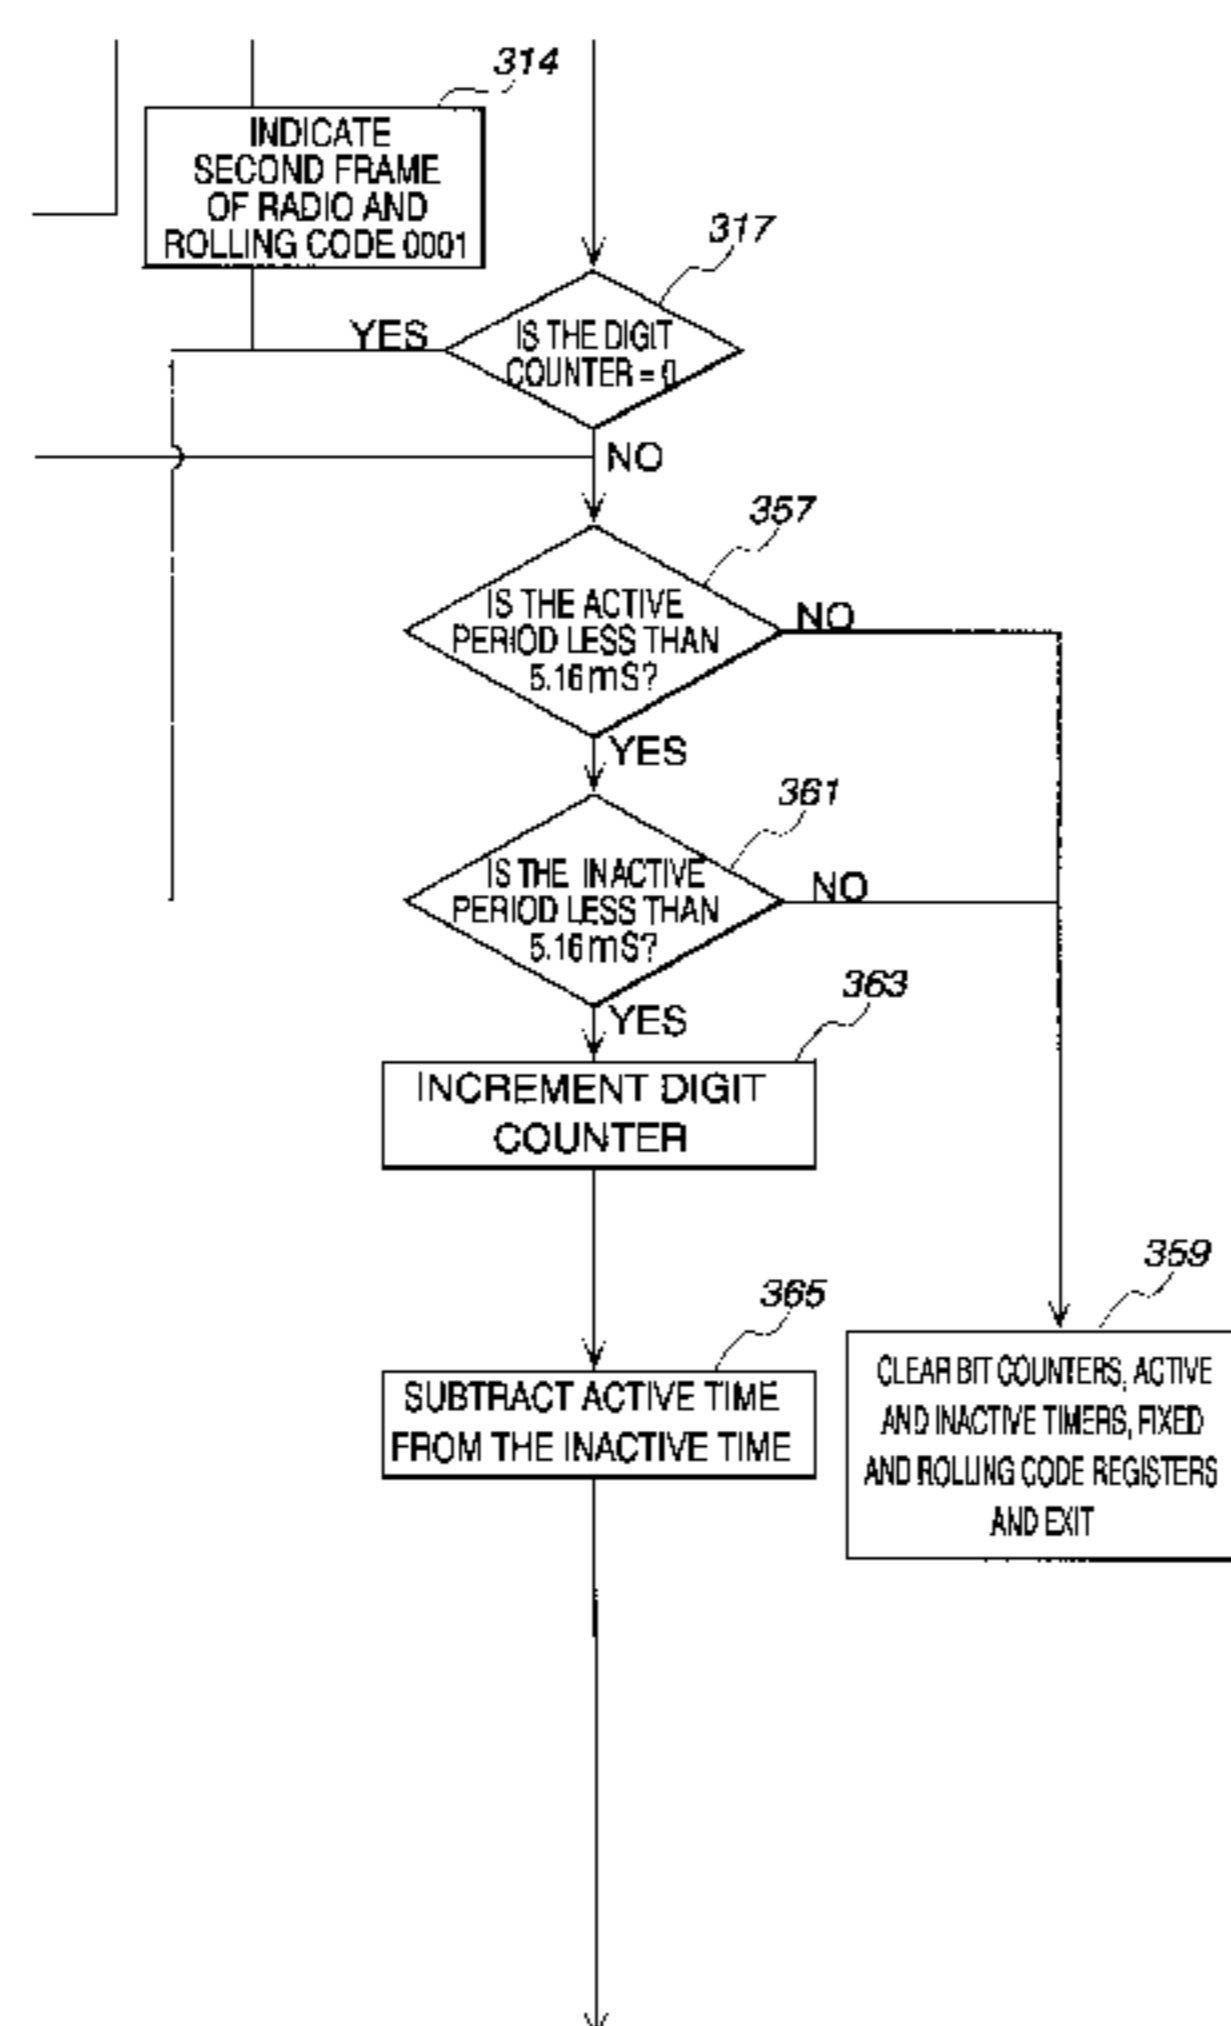 314
INDICATE
SECOND FRAME
OF RADIO AND
ROLLING CODE 0001
317
YES
IS THE DIGIT
COUNTER = 0
NO
357
IS THE ACTIVE
PERIOD LESS THAN
5.16mS?
NO
YES
361
IS THE INACTIVE
PERIOD LESS THAN
5.16mS?
NO
YES
363
INCREMENT DIGIT
COUNTER
365
SUBTRACT ACTIVE TIME
FROM THE INACTIVE TIME
359
CLEAR BIT COUNTERS, ACTIVE
AND INACTIVE TIMERS, FIXED
AND ROLLING CODE REGISTERS
AND EXIT